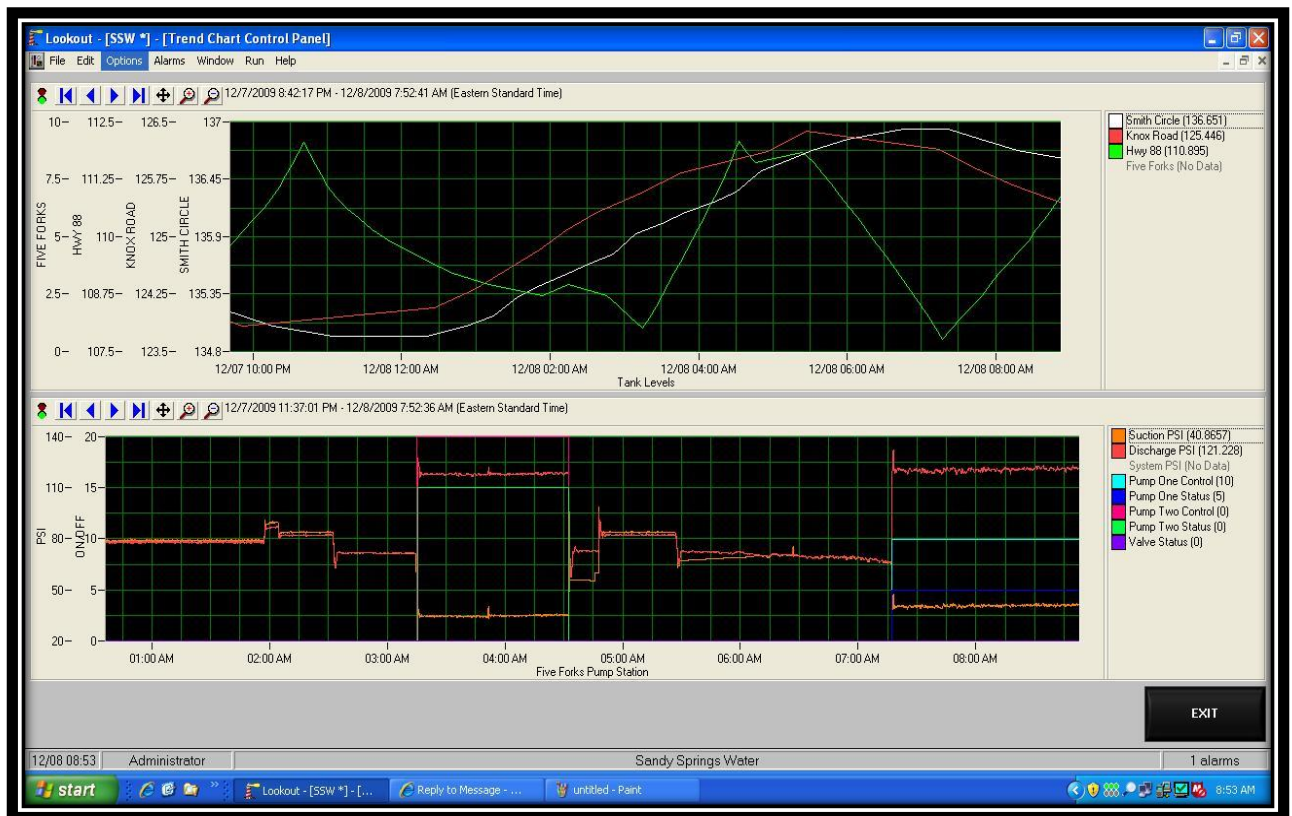 Lookout - [SSW *] - [Trend Chart Control Panel]
File Edit Options Alarms Window Run Help
12/7/2009 8:42:17 PM - 12/8/2009 7:52:41 AM (Eastern Standard Time)
10- 112.5- 126.5- 137-
7.5- 111.25- 125.75- 136.45-
5- 110- 125- 135.9-
2.5- 108.75- 124.25- 135.35-
0- 107.5- 123.5- 134.8-
FIVE FORKS
HWY 88
KNOX ROAD
SMITH CIRCLE
12/07 10:00 PM 12/08 12:00 AM 12/08 02:00 AM 12/08 04:00 AM 12/08 06:00 AM 12/08 08:00 AM
Tank Levels
Smith Circle (136.651)
Knox Road (125.446)
Hwy 88 (110.895)
Five Forks (No Data)
12/7/2009 11:37:01 PM - 12/8/2009 7:52:36 AM (Eastern Standard Time)
140- 20-
110- 15-
80- 10-
50- 5-
20- 0-
PSI
ON/OFF
01:00 AM 02:00 AM 03:00 AM 04:00 AM 05:00 AM 06:00 AM 07:00 AM 08:00 AM
Five Forks Pump Station
Suction PSI (40.8657)
Discharge PSI (121.228)
System PSI (No Data)
Pump One Control (10)
Pump One Status (5)
Pump Two Control (0)
Pump Two Status (0)
Valve Status (0)
EXIT
12/08 08:53 Administrator Sandy Springs Water 1 alarms
start Lookout - [SSW *] - [... Reply to Message - ... untitled - Paint 8:53 AM